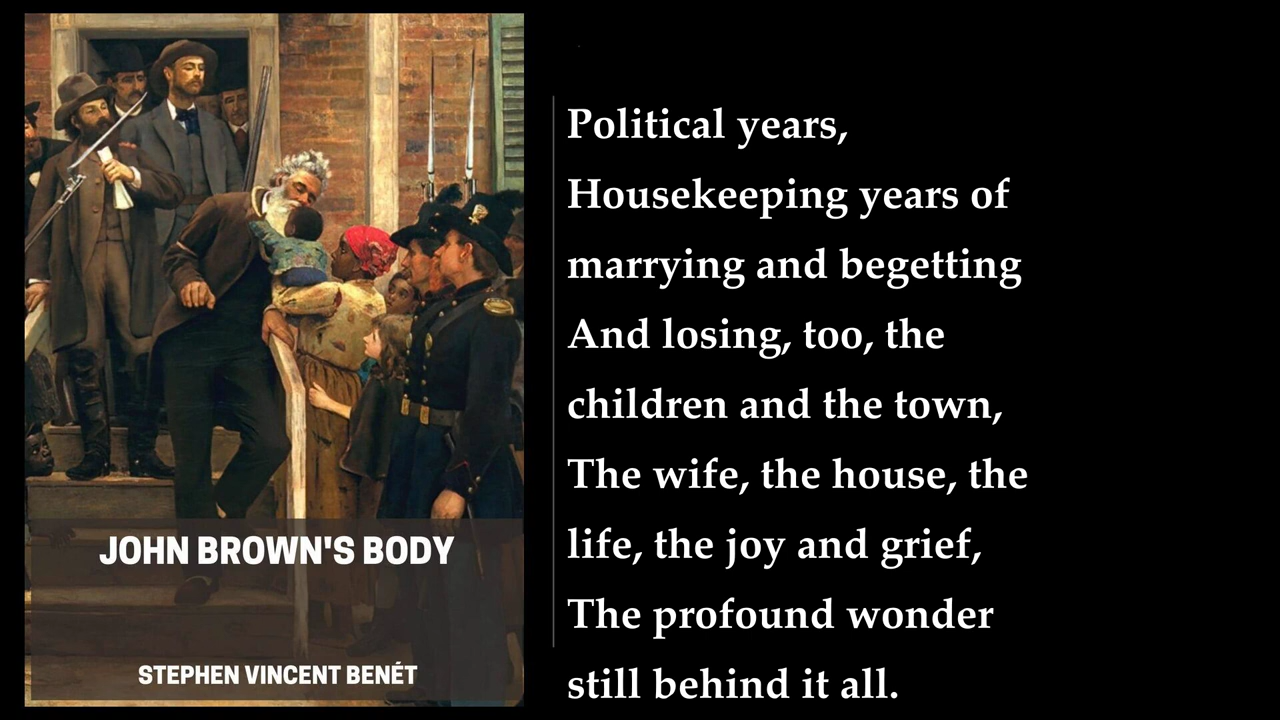 JOHN BROWN'S BODY
STEPHEN VINCENT BENÉT
Political years,
Housekeeping years of
marrying and begetting
And losing, too, the
children and the town,
The wife, the house, the
life, the joy and grief,
The profound wonder
still behind it all.